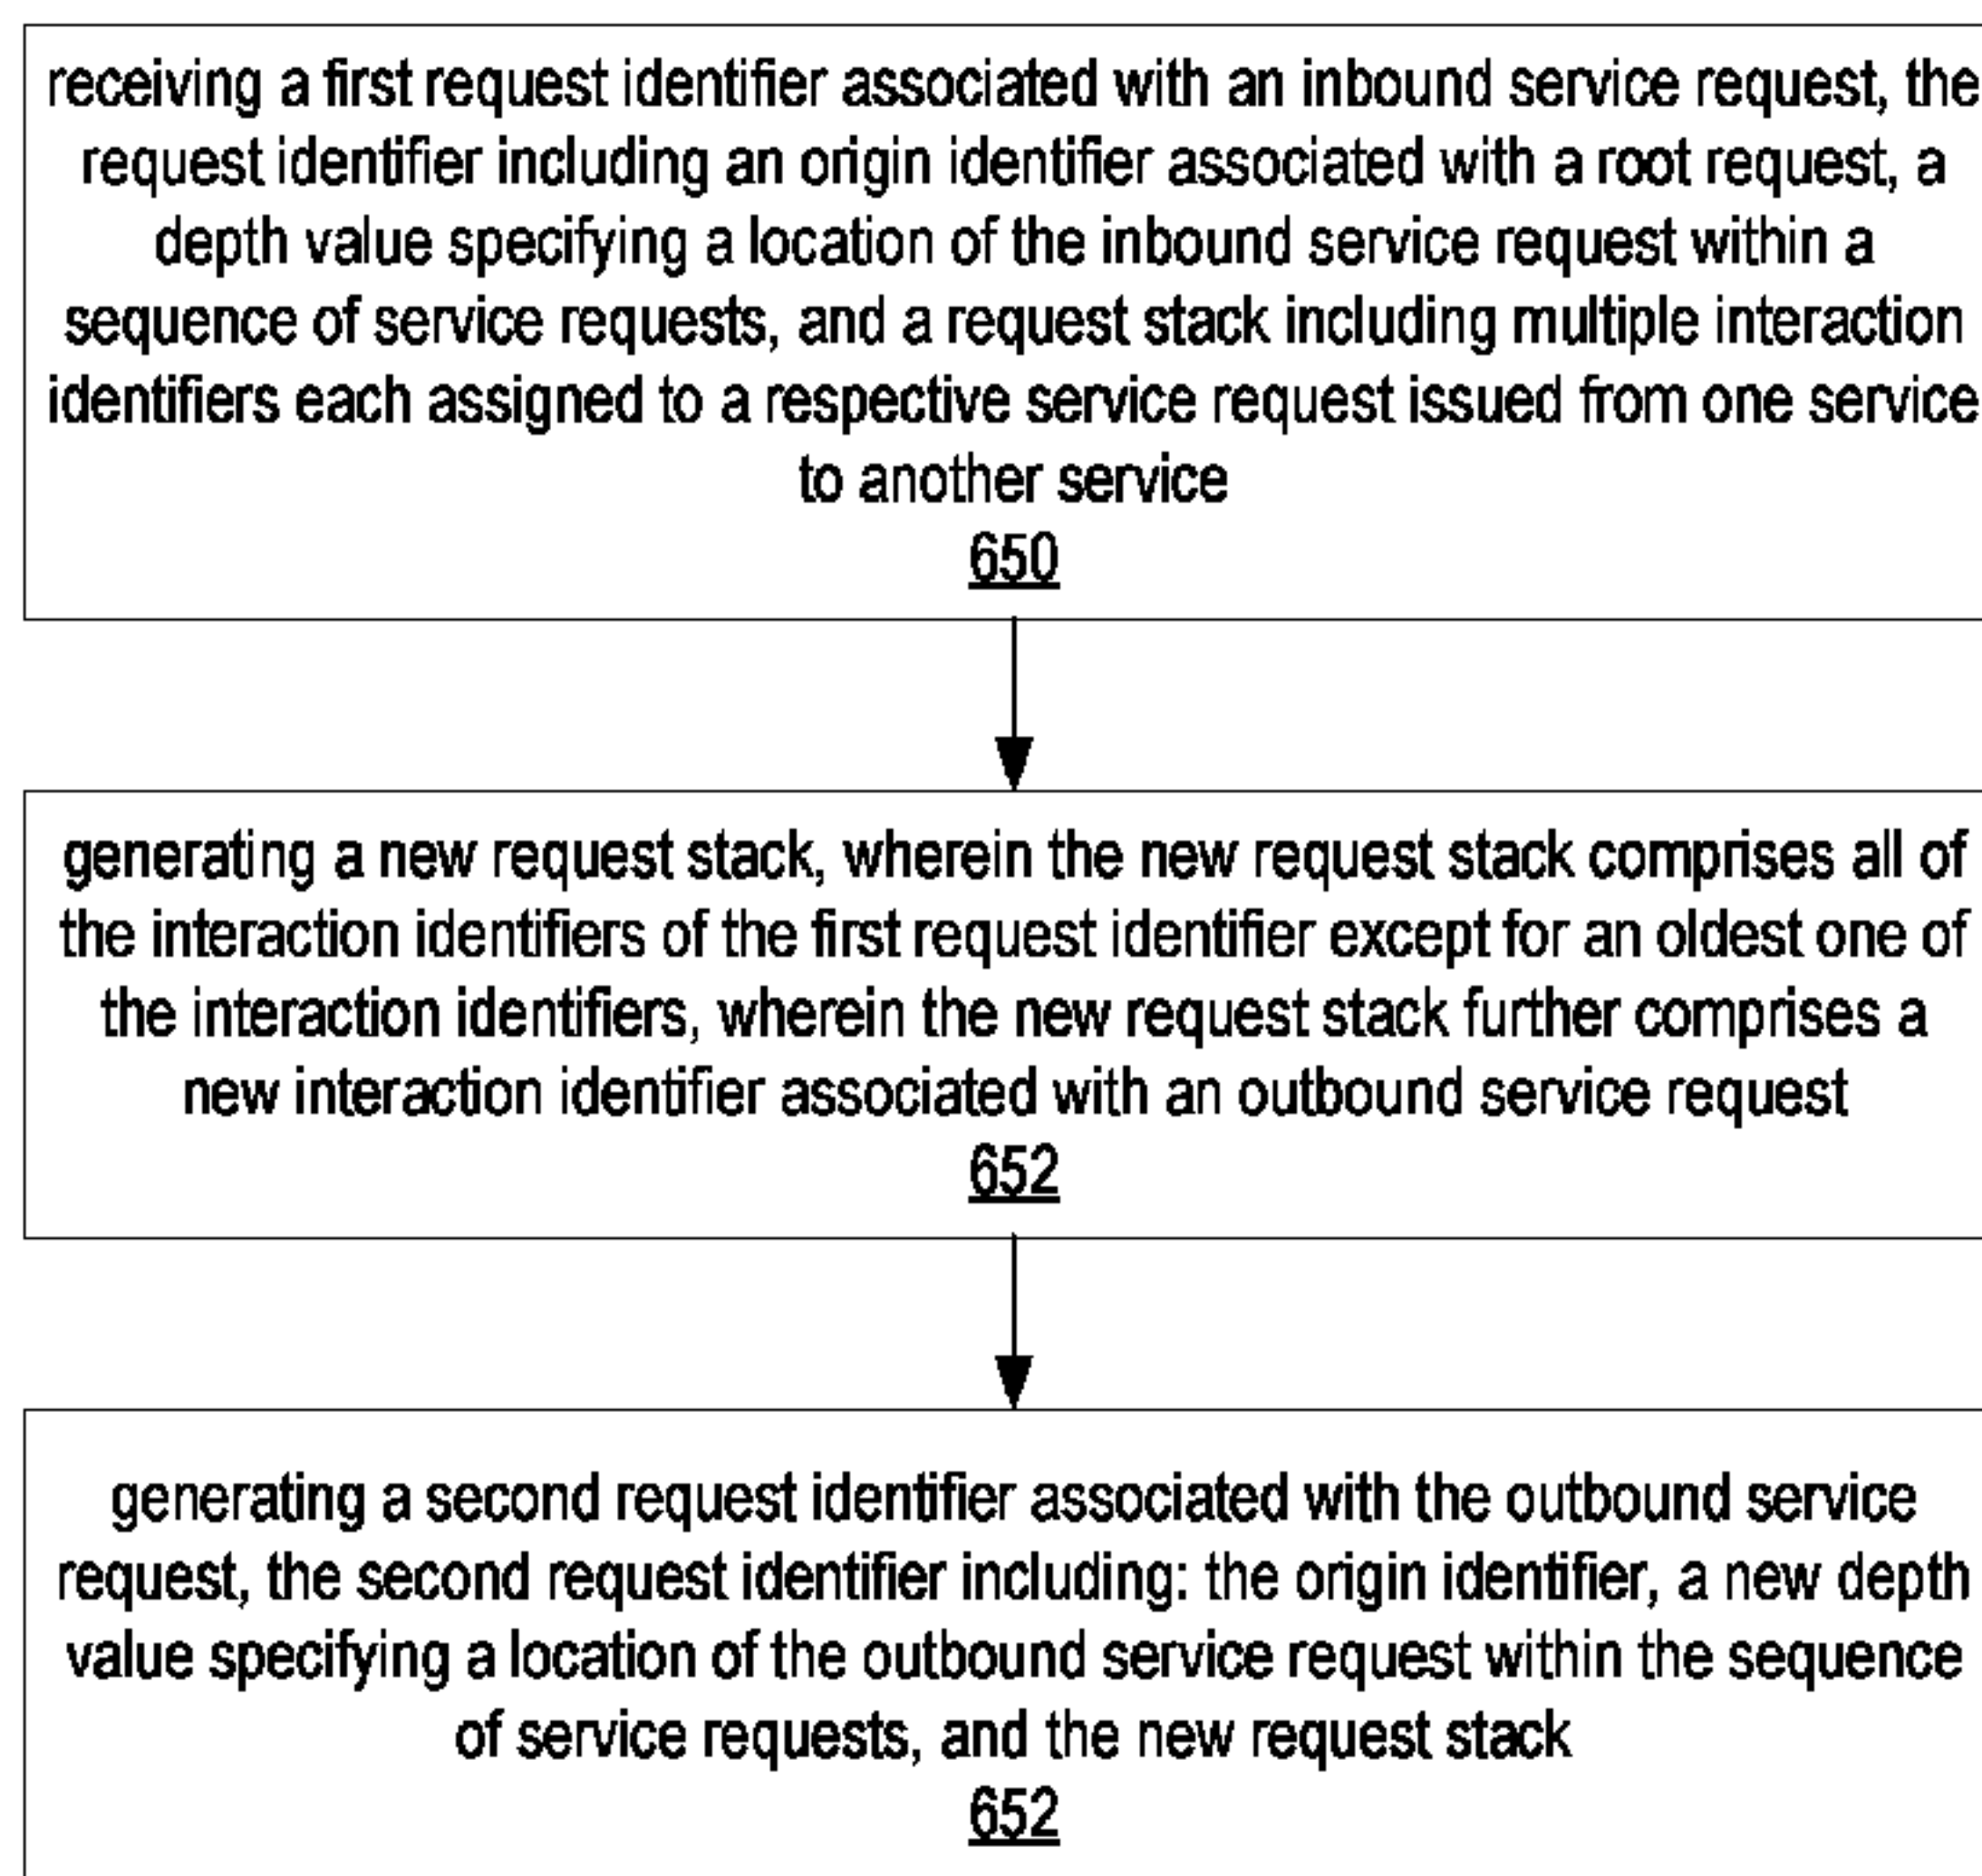 receiving a first request identifier associated with an inbound service request, the
request identifier including an origin identifier associated with a root request, a
depth value specifying a location of the inbound service request within a
sequence of service requests, and a request stack including multiple interaction
identifiers each assigned to a respective service request issued from one service
to another service
650
generating a new request stack, wherein the new request stack comprises all of
the interaction identifiers of the first request identifier except for an oldest one of
the interaction identifiers, wherein the new request stack further comprises a
new interaction identifier associated with an outbound service request
652
generating a second request identifier associated with the outbound service
request, the second request identifier including: the origin identifier, a new depth
value specifying a location of the outbound service request within the sequence
of service requests, and the new request stack
652